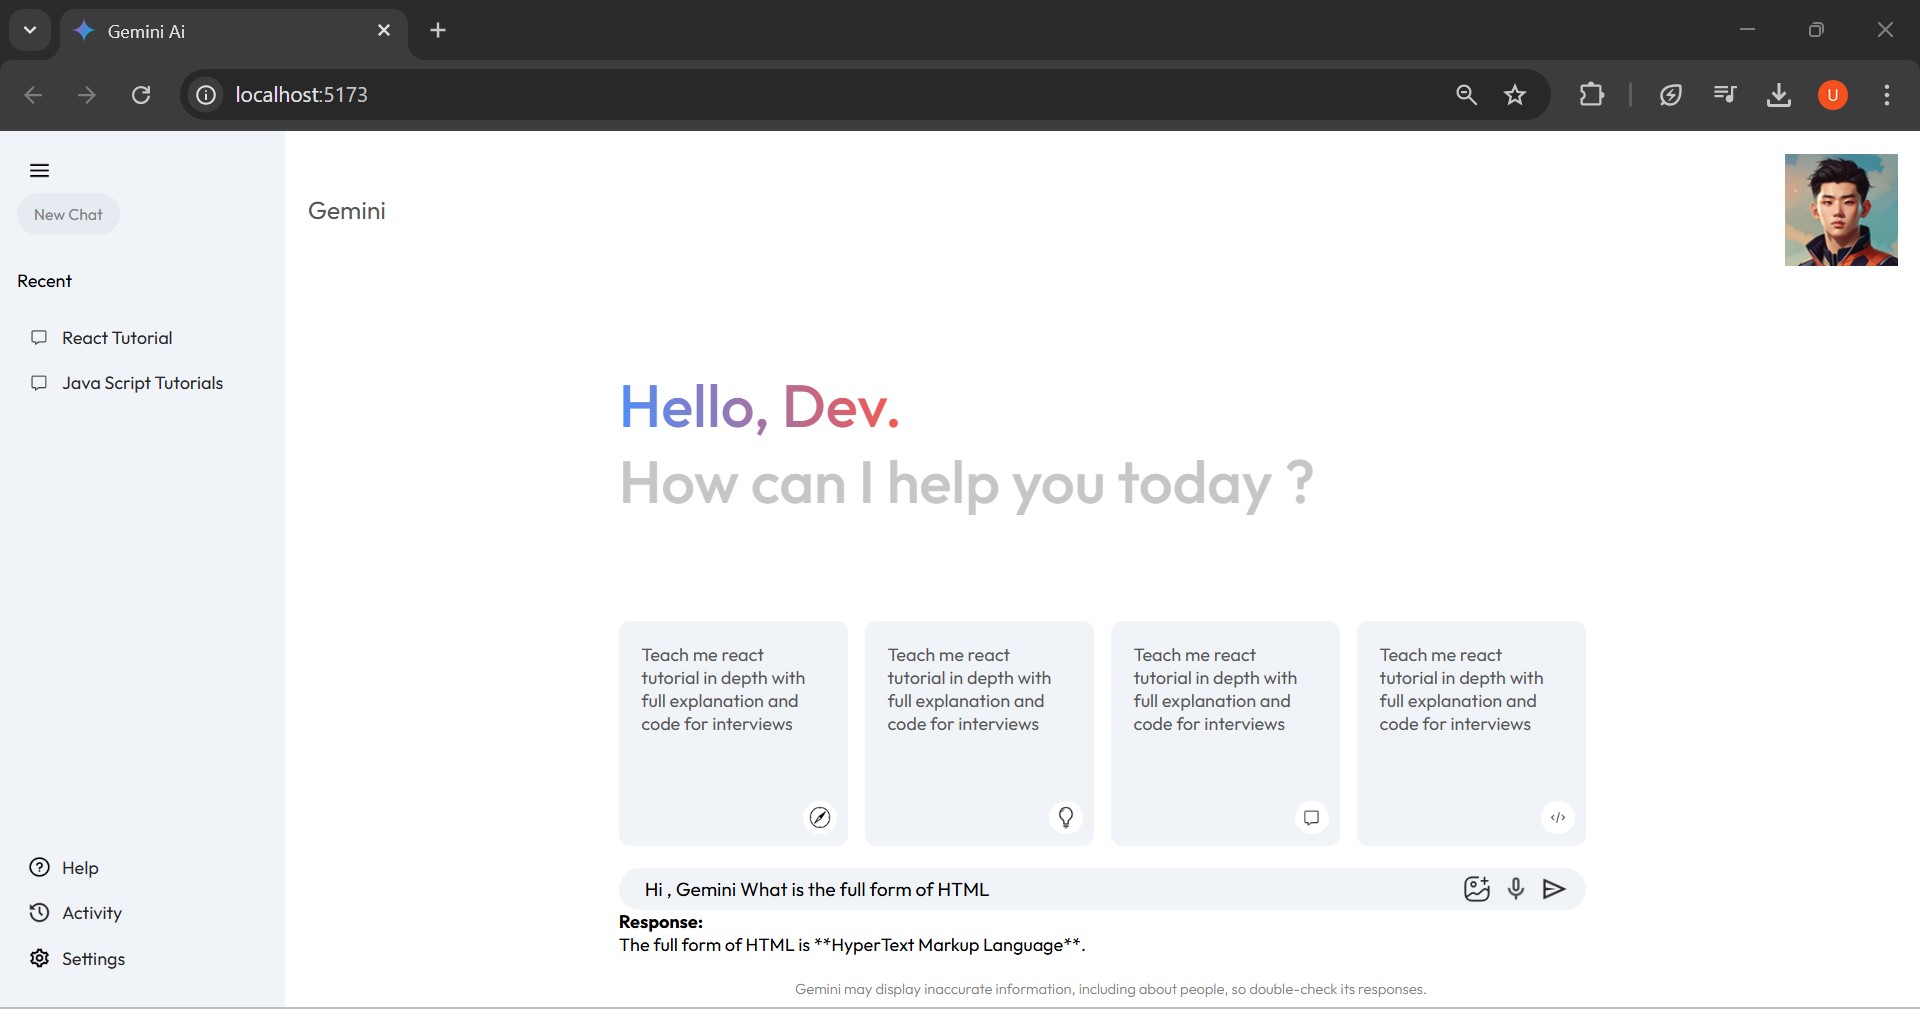 Gemini Ai
localhost:5173
U
New Chat
Gemini
Recent
React Tutorial
Java Script Tutorials
Hello, Dev.
How can I help you today ?
Teach me react
tutorial in depth with
full explanation and
code for interviews
Teach me react
tutorial in depth with
full explanation and
code for interviews
Teach me react
tutorial in depth with
full explanation and
code for interviews
Teach me react
tutorial in depth with
full explanation and
code for interviews
</>
Hi , Gemini What is the full form of HTML
Response:
The full form of HTML is **HyperText Markup Language**.
Gemini may display inaccurate information, including about people, so double-check its responses.
Help
Activity
Settings